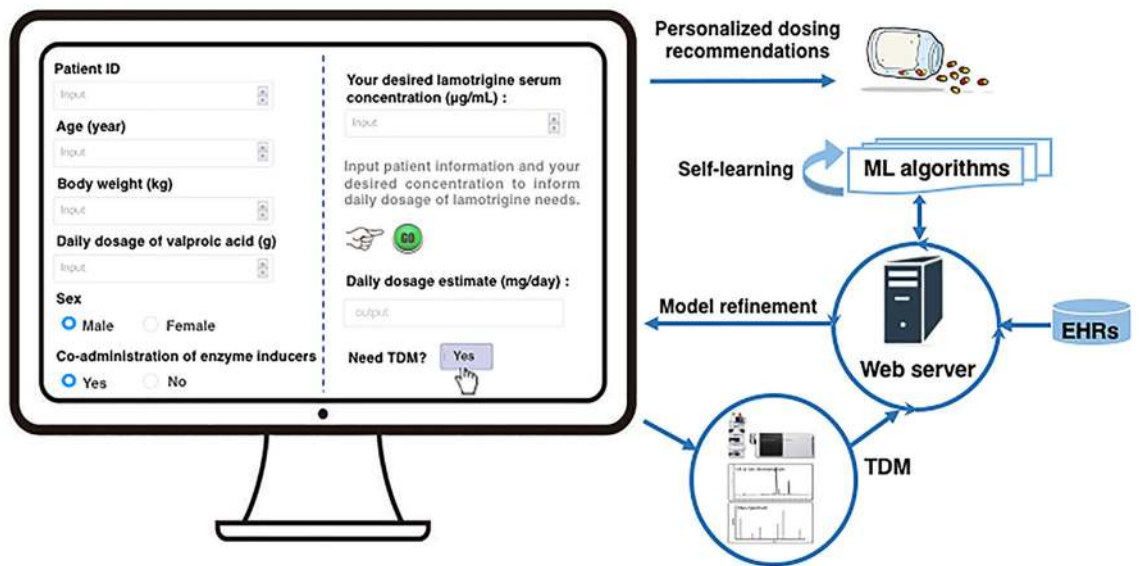 Patient ID
Input
Age (year)
Input
Body weight (kg)
Input
Daily dosage of valproic acid (g)
Input
Sex
Male Female
Co-administration of enzyme inducers
Yes No
Your desired lamotrigine serum
concentration (µg/mL) :
Input
Input patient information and your
desired concentration to inform
daily dosage of lamotrigine needs.
GO
Daily dosage estimate (mg/day) :
output
Need TDM? Yes
Personalized dosing
recommendations
Self-learning
ML algorithms
Model refinement
Web server
EHRs
TDM